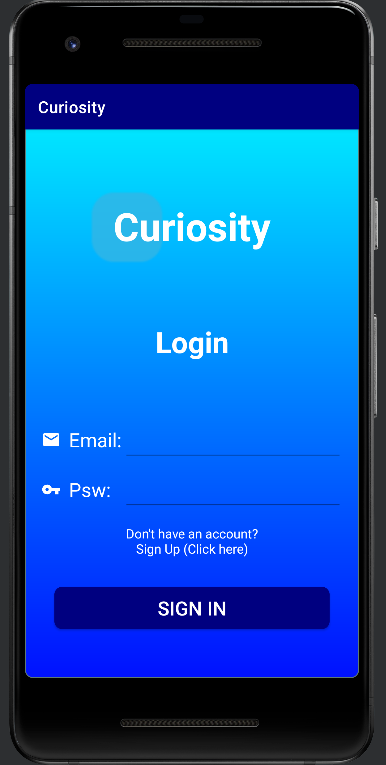 Curiosity
Curiosity
Login
Email:
Psw:
Don't have an account?
Sign Up (Click here)
SIGN IN